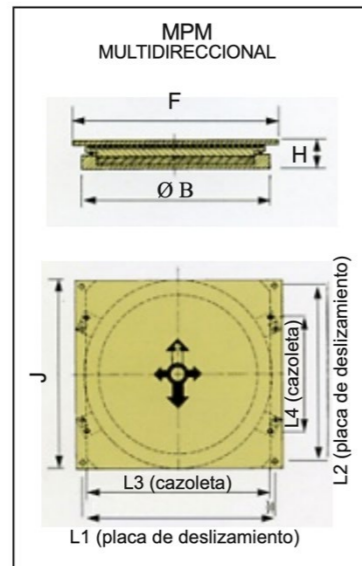 MPM
MULTIDIRECCIONAL
F
H
Ø B
J
L4 (cazoleta)
L2 (placa de deslizamiento)
L3 (cazoleta)
L1 (placa de deslizamiento)